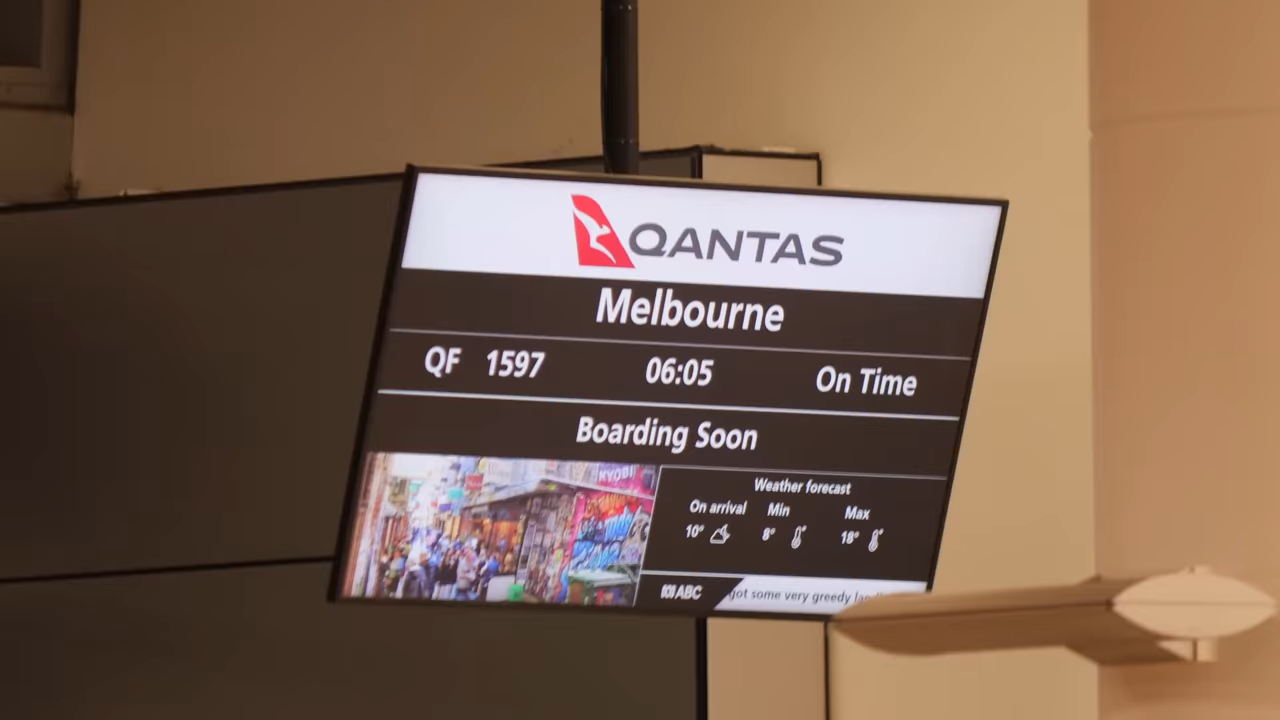 QANTAS
Melbourne
QF 1597 06:05 On Time
Boarding Soon
Weather forecast
On arrival Min Max
10° 8° 18°
ABC got some very greedy
KYOBI